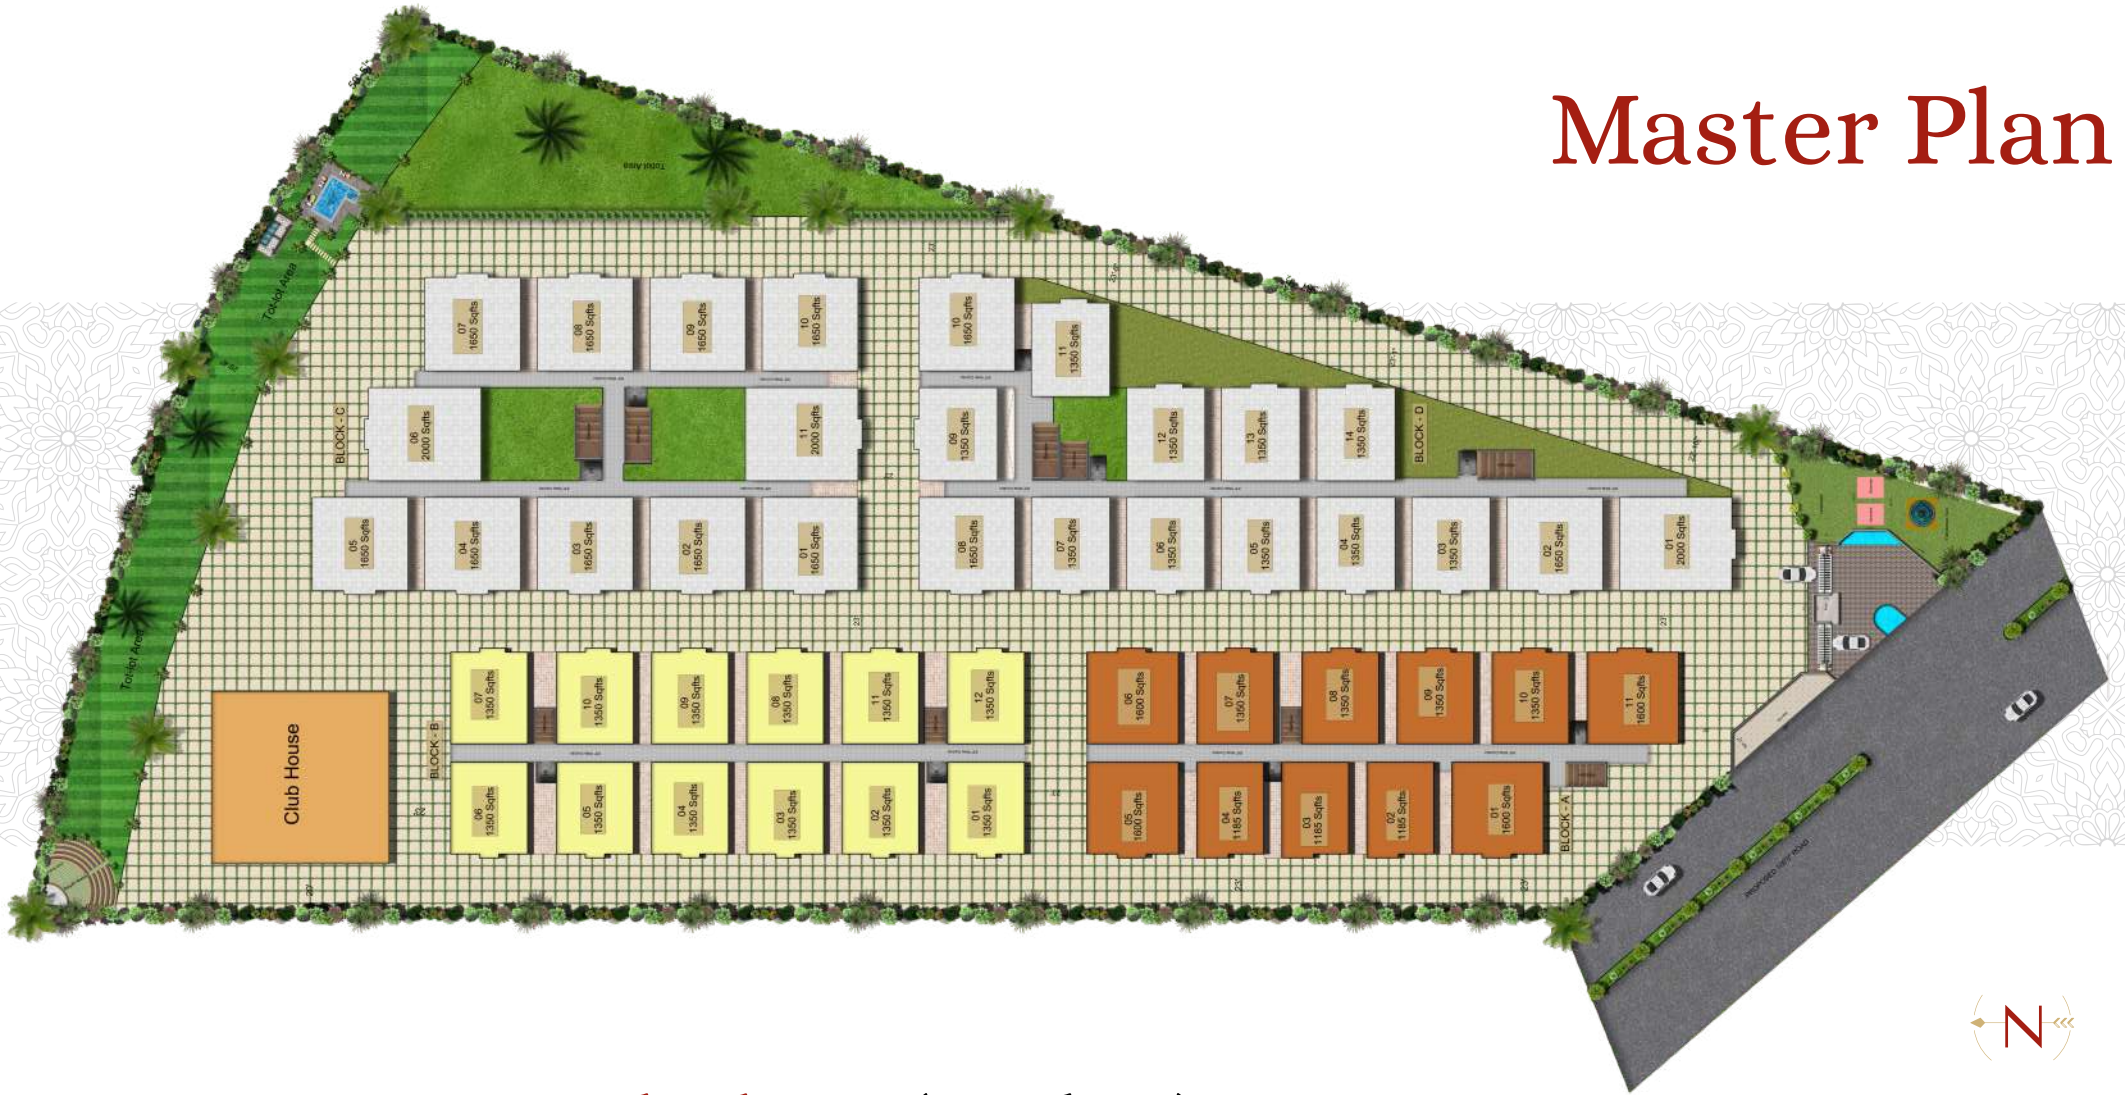 Master Plan
Tot-lot Area
Tot-lot Area
Tot-lot Area
07
1650 Sqfts
08
1650 Sqfts
09
1650 Sqfts
10
1650 Sqfts
10
1650 Sqfts
11
1350 Sqfts
BLOCK - C
06
2000 Sqfts
11
2000 Sqfts
09
1350 Sqfts
12
1350 Sqfts
13
1350 Sqfts
14
1350 Sqfts
BLOCK - D
05
1650 Sqfts
04
1650 Sqfts
03
1650 Sqfts
02
1650 Sqfts
01
1650 Sqfts
08
1650 Sqfts
07
1350 Sqfts
06
1350 Sqfts
05
1350 Sqfts
04
1350 Sqfts
03
1350 Sqfts
02
1650 Sqfts
01
2000 Sqfts
23'
23'
Club House
BLOCK - B
07
1350 Sqfts
10
1350 Sqfts
09
1350 Sqfts
08
1350 Sqfts
11
1350 Sqfts
12
1350 Sqfts
06
1600 Sqfts
07
1350 Sqfts
08
1350 Sqfts
09
1350 Sqfts
10
1350 Sqfts
11
1600 Sqfts
06
1350 Sqfts
05
1350 Sqfts
04
1350 Sqfts
03
1350 Sqfts
02
1350 Sqfts
01
1350 Sqfts
05
1600 Sqfts
04
1185 Sqfts
03
1185 Sqfts
02
1185 Sqfts
01
1600 Sqfts
BLOCK - A
23'
23'
N